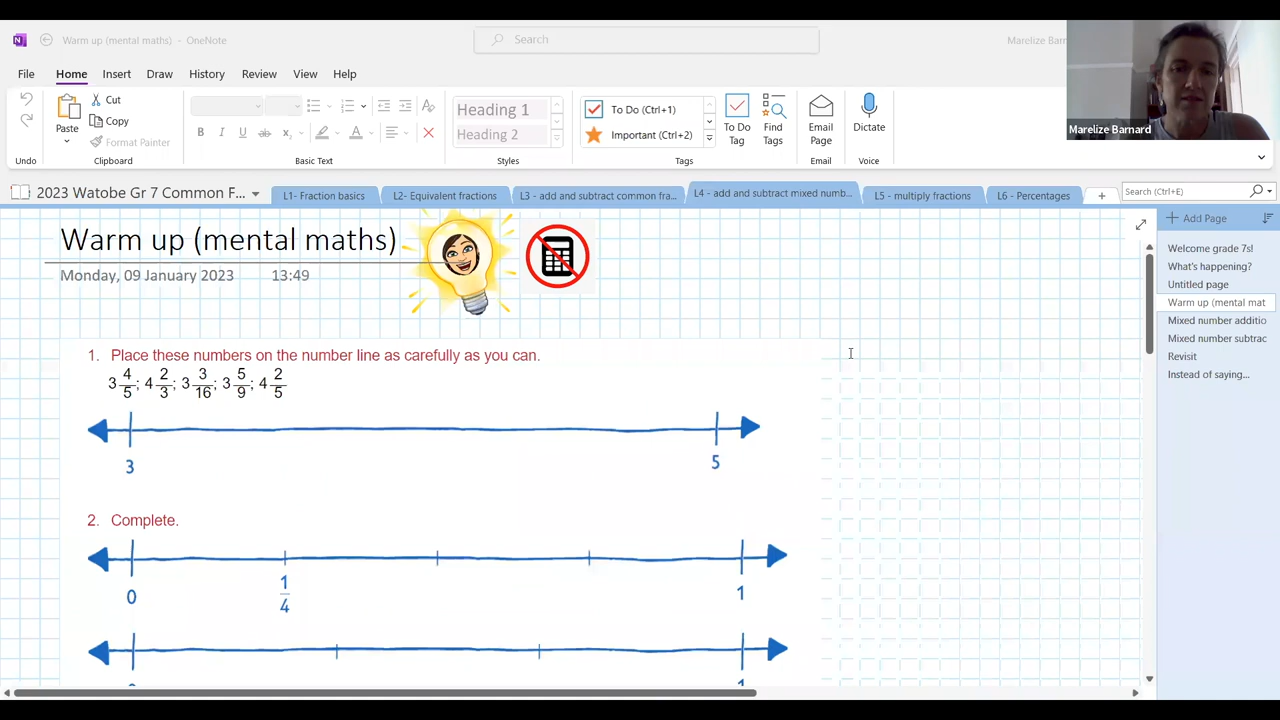 Warm up (mental maths) - OneNote
Search
Marelize Barn
Marelize Barnard
File Home Insert Draw History Review View Help
Undo
Paste
Cut
Copy
Format Painter
Clipboard
B I U ab x
Basic Text
Heading 1
Heading 2
Styles
To Do (Ctrl+1)
Important (Ctrl+2)
To Do Tag
Find Tags
Tags
Email Page
Email
Dictate
Voice
2023 Watobe Gr 7 Common F...
L1- Fraction basics
L2- Equivalent fractions
L3 - add and subtract common fra...
L4 - add and subtract mixed numb...
L5 - multiply fractions
L6 - Percentages
+
Search (Ctrl+E)
Add Page
Welcome grade 7s!
What's happening?
Untitled page
Warm up (mental mat
Mixed number additio
Mixed number subtrac
Revisit
Instead of saying...
Warm up (mental maths)
Monday, 09 January 2023 13:49
1. Place these numbers on the number line as carefully as you can.
3 4/5; 4 2/3; 3 3/16; 3 5/9; 4 2/5
3 5
2. Complete.
0 1/4 1